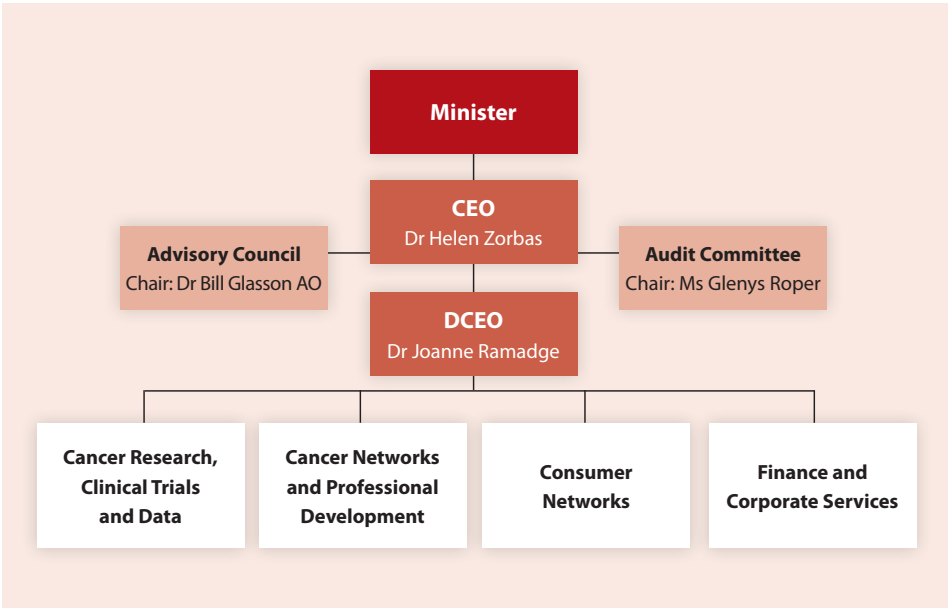 Minister
CEO
Dr Helen Zorbas
Advisory Council
Chair: Dr Bill Glasson AO
Audit Committee
Chair: Ms Glenys Roper
DCEO
Dr Joanne Ramadge
Cancer Research,
Clinical Trials
and Data
Cancer Networks
and Professional
Development
Consumer
Networks
Finance and
Corporate Services